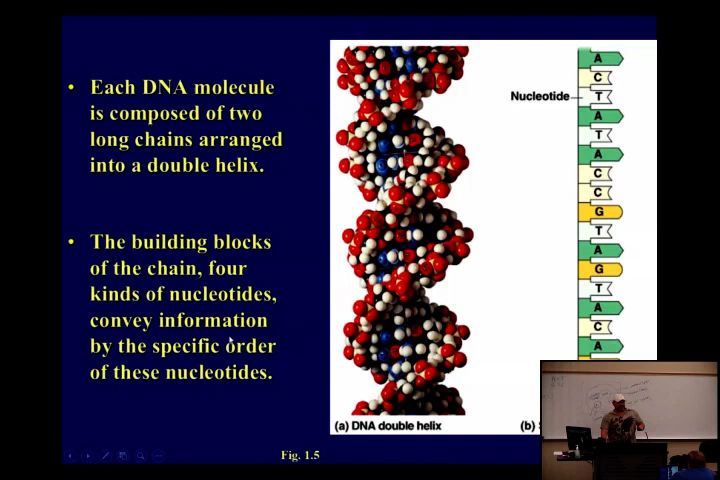 • Each DNA molecule
is composed of two
long chains arranged
into a double helix.
• The building blocks
of the chain, four
kinds of nucleotides,
convey information
by the specific order
of these nucleotides.
Nucleotide
A
C
T
A
T
A
C
C
G
T
A
G
T
A
C
A
(a) DNA double helix
(b)
Fig. 1.5